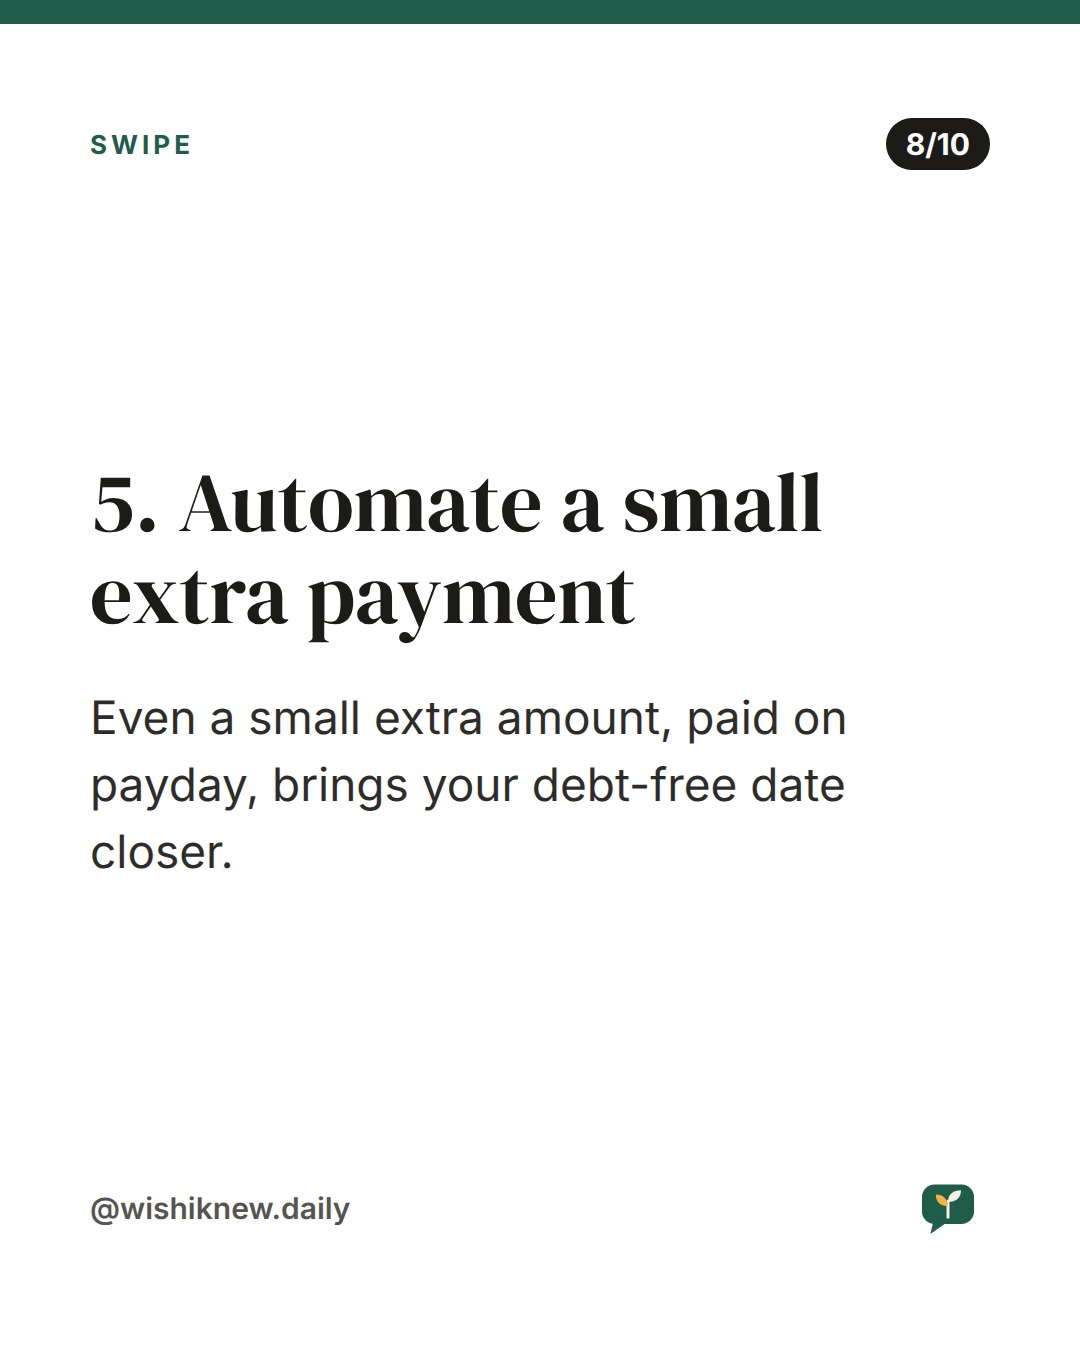 SWIPE
8/10
5. Automate a small
extra payment
Even a small extra amount, paid on
payday, brings your debt-free date
closer.
@wishiknew.daily